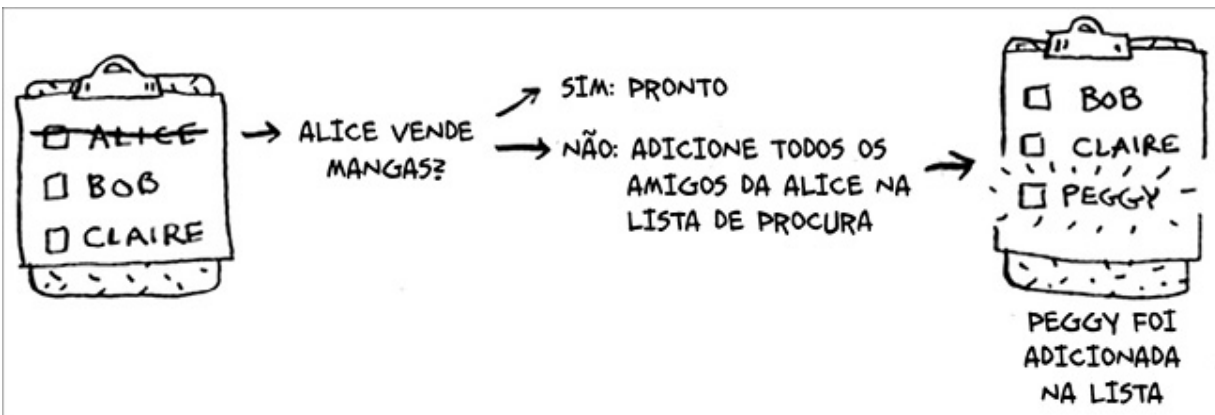 ALICE
BOB
CLAIRE
ALICE VENDE
MANGAS?
SIM: PRONTO
NÃO: ADICIONE TODOS OS
AMIGOS DA ALICE NA
LISTA DE PROCURA
BOB
CLAIRE
PEGGY
PEGGY FOI
ADICIONADA
NA LISTA